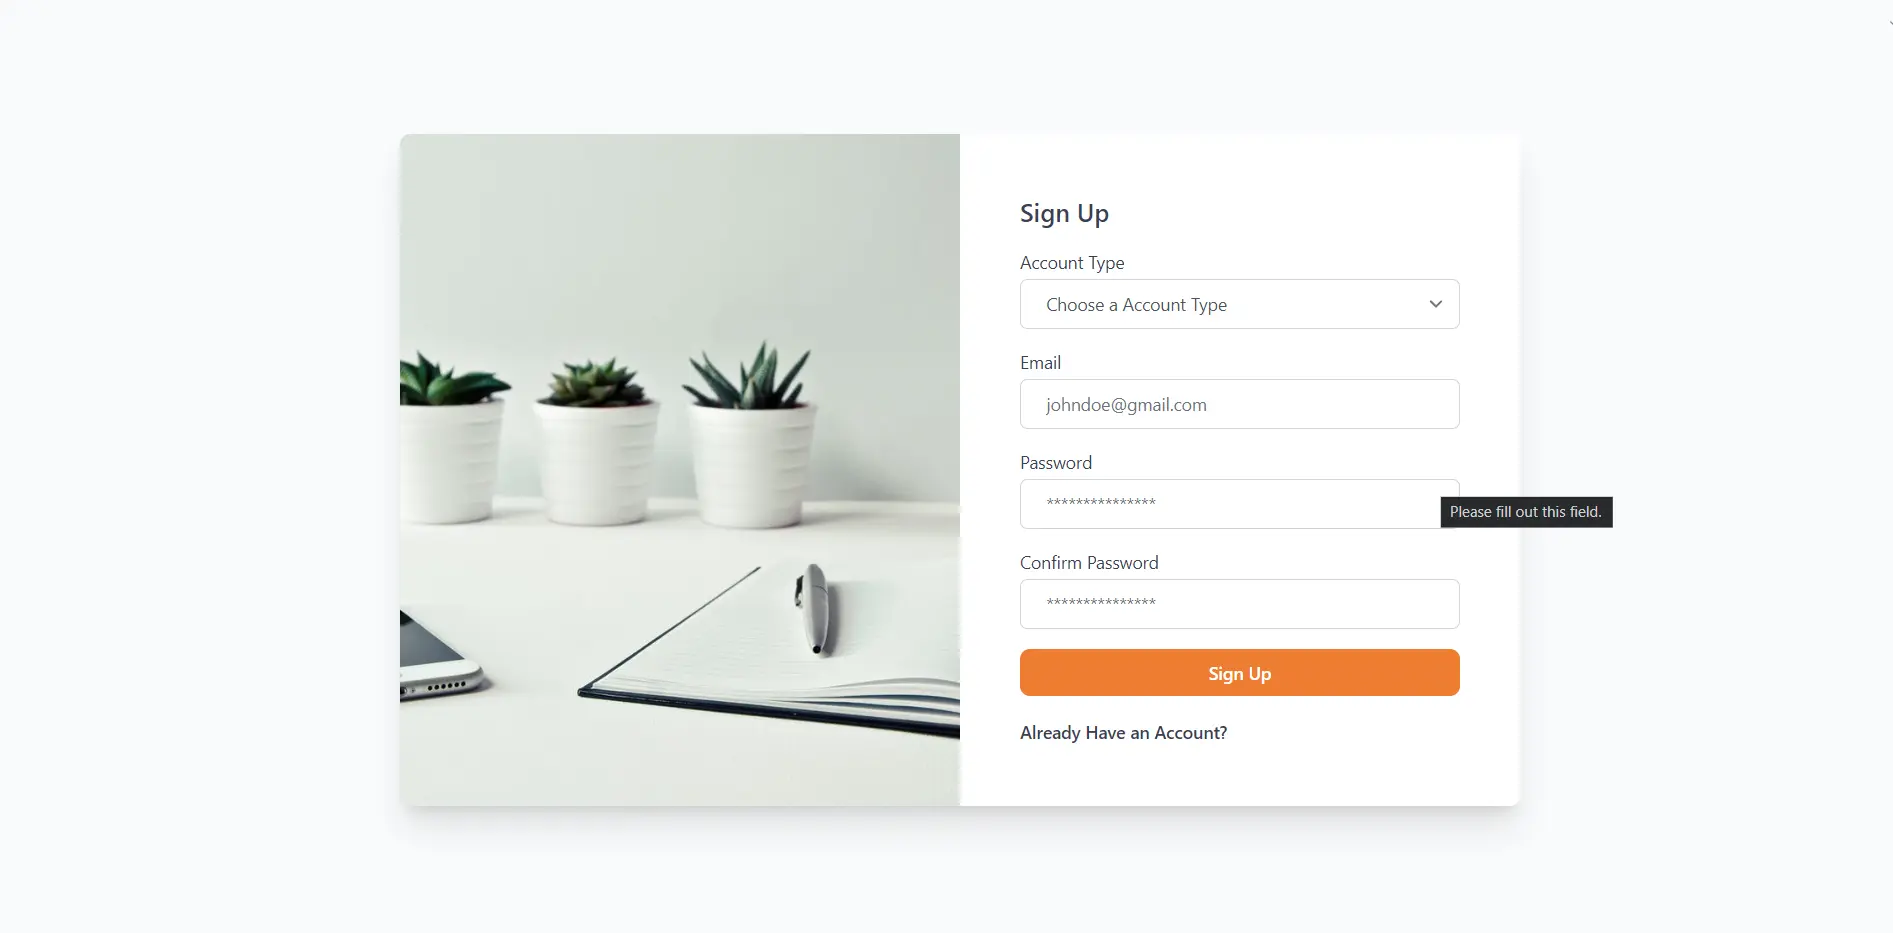 Sign Up
Account Type
Choose a Account Type
Email
johndoe@gmail.com
Password
***************
Please fill out this field.
Confirm Password
***************
Sign Up
Already Have an Account?